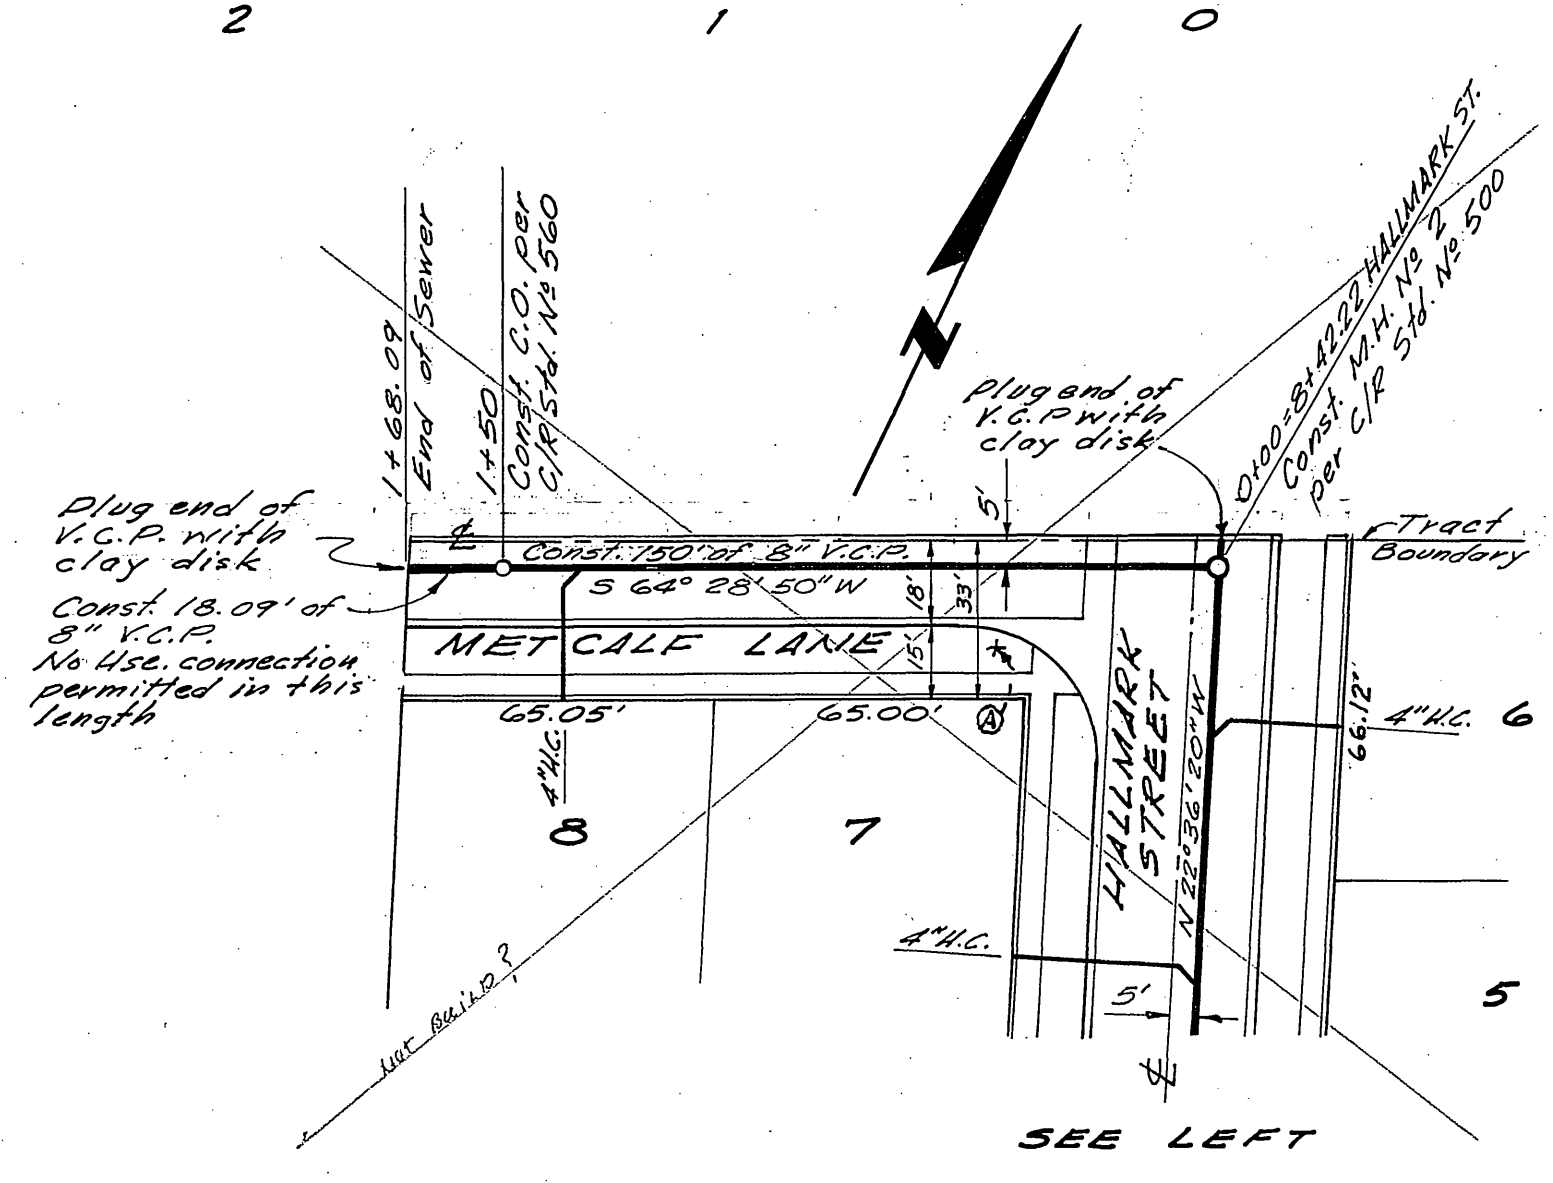 2 1 0
1+68.09
End of Sewer
1+50
Const. C.O. per
C/R Std. Nº 560
N
0+00=8+42.22 HALLMARK ST.
Const. M.H. Nº 2
per C/R Std. Nº 500
Plug end of
V.C.P. with
clay disk
Plug end of
V.C.P. with
clay disk
5'
Tract
Boundary
℄
Const. 150' of 8" V.C.P.
S 64° 28' 50" W
18'
33'
15'
Const. 18.09' of
8" V.C.P.
No Hse. connection
permitted in this
length
METCALF LANE
*
A
65.05'
65.00'
4"H.C.
8
7
HALLMARK
STREET
N 22°36'20"W
66.12'
4"H.C.
6
4"H.C.
5'
5
℄
Not Build?
SEE LEFT